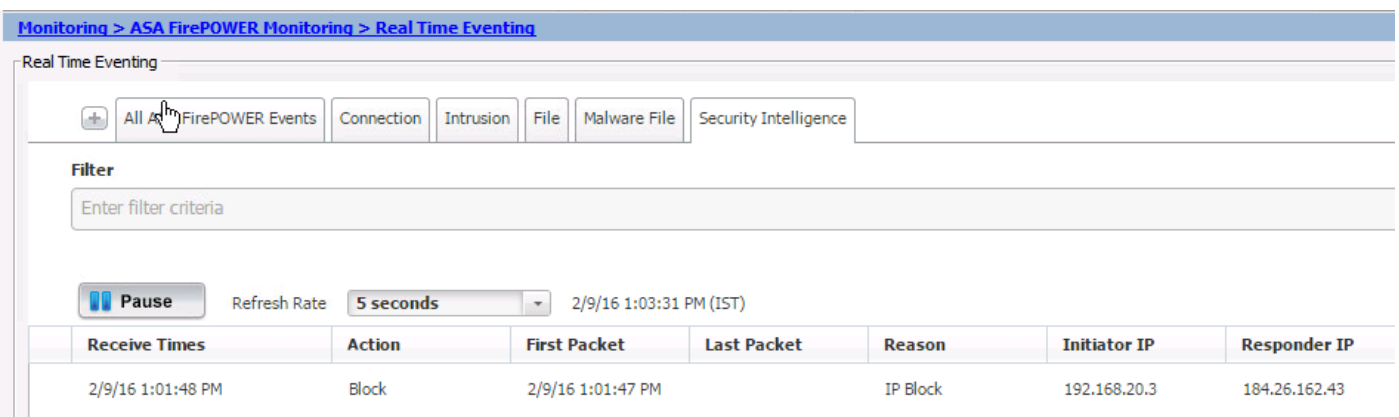 Monitoring > ASA FirePOWER Monitoring > Real Time Eventing
Real Time Eventing
All A FirePOWER Events Connection Intrusion File Malware File Security Intelligence
Filter
Enter filter criteria
Pause Refresh Rate 5 seconds 2/9/16 1:03:31 PM (IST)
Receive Times Action First Packet Last Packet Reason Initiator IP Responder IP
2/9/16 1:01:48 PM Block 2/9/16 1:01:47 PM IP Block 192.168.20.3 184.26.162.43